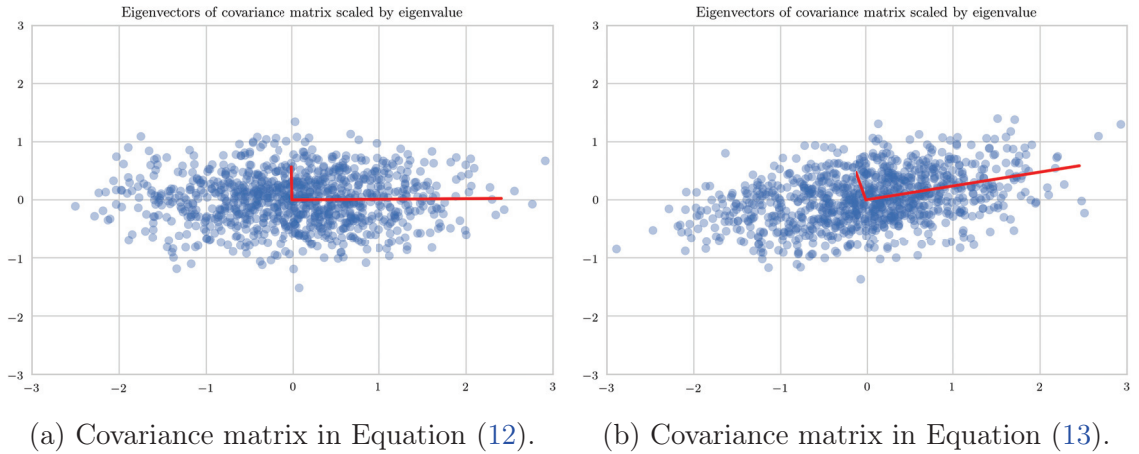 Eigenvectors of covariance matrix scaled by eigenvalue
3
2
1
0
−1
−2
−3
−3 −2 −1 0 1 2 3
(a) Covariance matrix in Equation (12).
Eigenvectors of covariance matrix scaled by eigenvalue
3
2
1
0
−1
−2
−3
−3 −2 −1 0 1 2 3
(b) Covariance matrix in Equation (13).